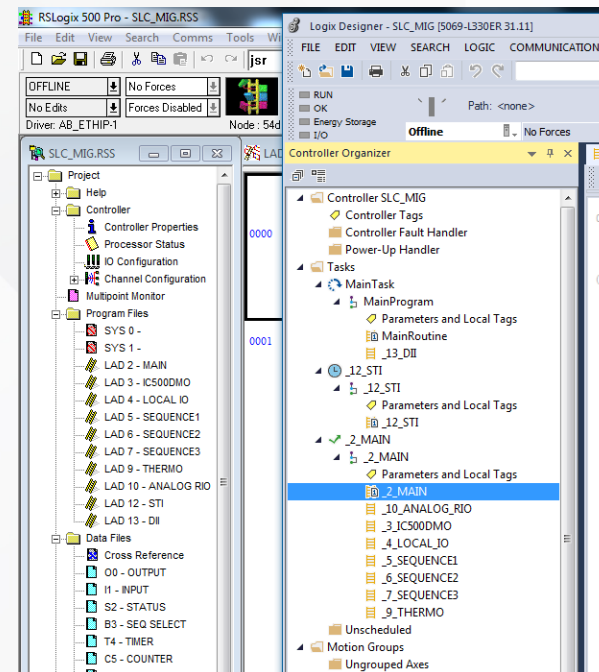 RSLogix 500 Pro - SLC_MIG.RSS
File Edit View Search Comms Tools
jsr
OFFLINE No Forces
No Edits Forces Disabled
Driver: AB_ETHIP-1 Node : 54d
SLC_MIG.RSS
LAD
Project
Help
Controller
Controller Properties
Processor Status
IO Configuration
Channel Configuration
Multipoint Monitor
Program Files
SYS 0 -
SYS 1 -
LAD 2 - MAIN
LAD 3 - IC500DMO
LAD 4 - LOCAL IO
LAD 5 - SEQUENCE1
LAD 6 - SEQUENCE2
LAD 7 - SEQUENCE3
LAD 9 - THERMO
LAD 10 - ANALOG RIO
LAD 12 - STI
LAD 13 - DII
Data Files
Cross Reference
O0 - OUTPUT
I1 - INPUT
S2 - STATUS
B3 - SEQ SELECT
T4 - TIMER
C5 - COUNTER
0000
0001
Logix Designer - SLC_MIG [5069-L330ER 31.11]
FILE EDIT VIEW SEARCH LOGIC COMMUNICATION
RUN
OK
Energy Storage
I/O
Path: <none>
Offline No Forces
Controller Organizer
Controller SLC_MIG
Controller Tags
Controller Fault Handler
Power-Up Handler
Tasks
MainTask
MainProgram
Parameters and Local Tags
MainRoutine
_13_DII
_12_STI
_12_STI
Parameters and Local Tags
_12_STI
_2_MAIN
_2_MAIN
Parameters and Local Tags
_2_MAIN
_10_ANALOG_RIO
_3_IC500DMO
_4_LOCAL_IO
_5_SEQUENCE1
_6_SEQUENCE2
_7_SEQUENCE3
_9_THERMO
Unscheduled
Motion Groups
Ungrouped Axes